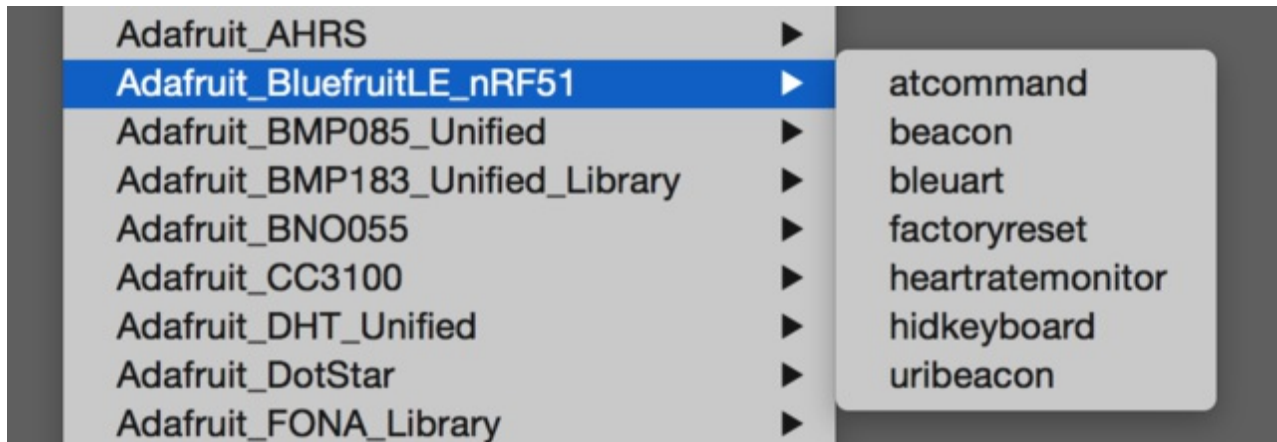 Adafruit_AHRS
Adafruit_BluefruitLE_nRF51
Adafruit_BMP085_Unified
Adafruit_BMP183_Unified_Library
Adafruit_BNO055
Adafruit_CC3100
Adafruit_DHT_Unified
Adafruit_DotStar
Adafruit_FONA_Library
atcommand
beacon
bleuart
factoryreset
heartratemonitor
hidkeyboard
uribeacon